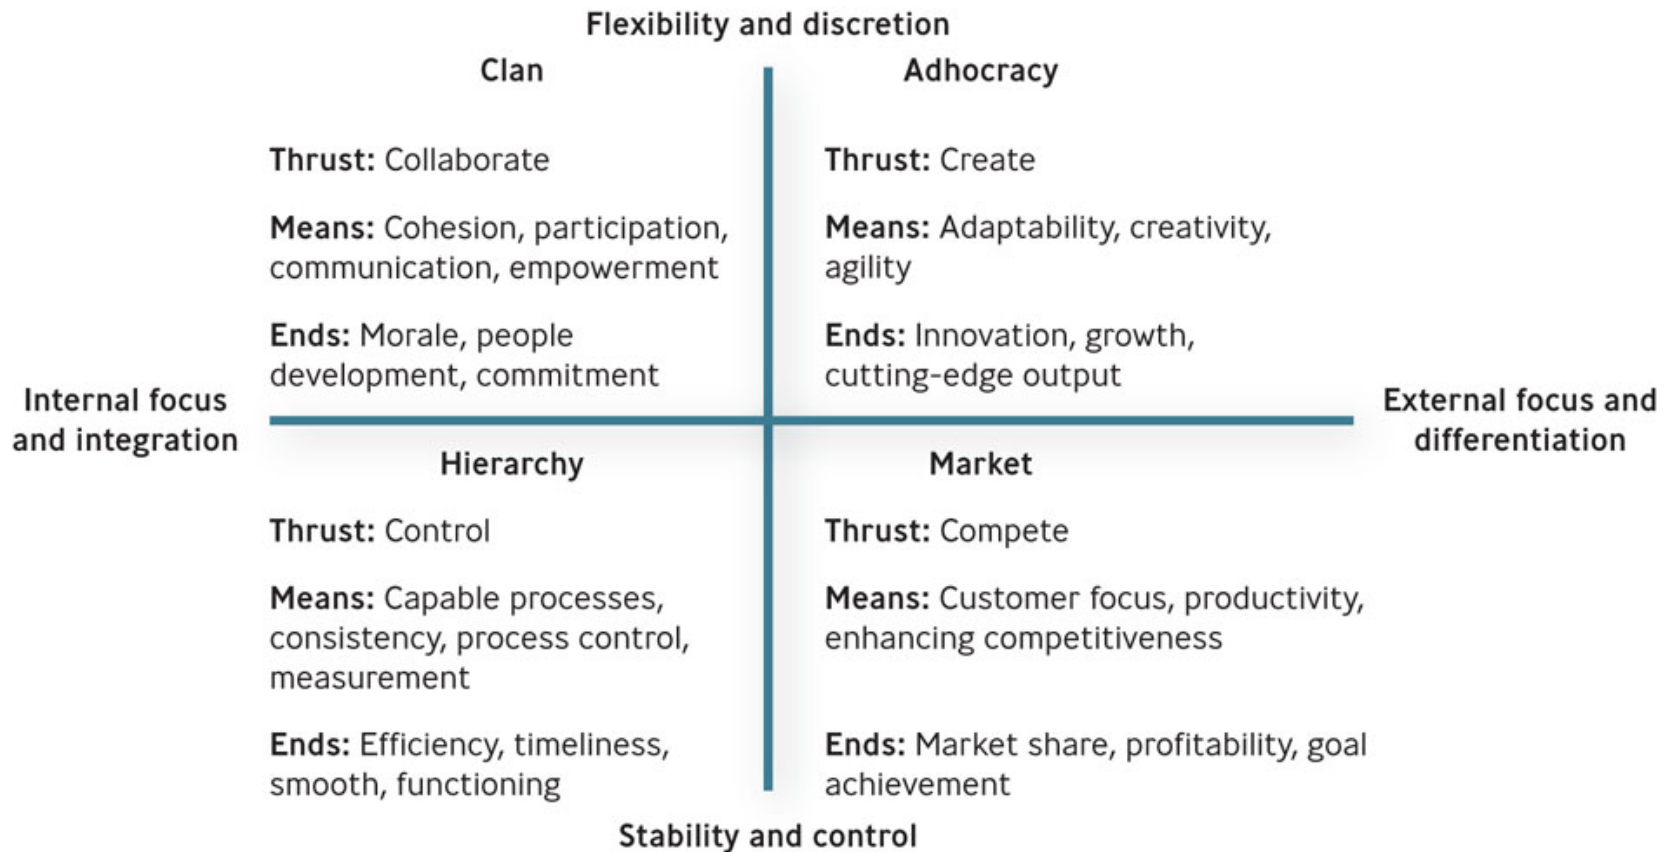 Flexibility and discretion
Clan
Thrust: Collaborate
Means: Cohesion, participation,
communication, empowerment
Ends: Morale, people
development, commitment
Adhocracy
Thrust: Create
Means: Adaptability, creativity,
agility
Ends: Innovation, growth,
cutting-edge output
Internal focus
and integration
External focus and
differentiation
Hierarchy
Thrust: Control
Means: Capable processes,
consistency, process control,
measurement
Ends: Efficiency, timeliness,
smooth, functioning
Market
Thrust: Compete
Means: Customer focus, productivity,
enhancing competitiveness
Ends: Market share, profitability, goal
achievement
Stability and control